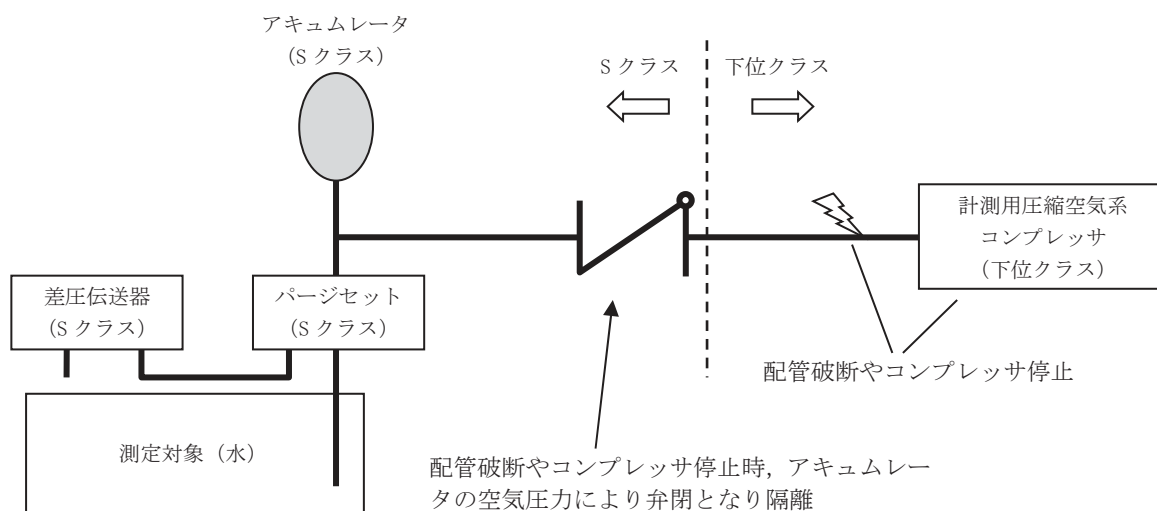 アキュムレータ
(S クラス)
S クラス
下位クラス
計測用圧縮空気系
コンプレッサ
（下位クラス）
差圧伝送器
(S クラス)
パージセット
(S クラス)
配管破断やコンプレッサ停止
測定対象（水）
配管破断やコンプレッサ停止時，アキュムレー
タの空気圧力により弁閉となり隔離